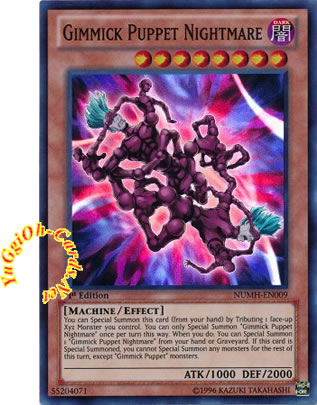 GIMMICK PUPPET NIGHTMARE
DARK
闇
YuGgiOh-Cards.Net
1st Edition
NUMH-EN009
[MACHINE/EFFECT]
You can Special Summon this card (from your hand) by Tributing 1 face-up
Xyz Monster you control. You can only Special Summon "Gimmick Puppet
Nightmare" once per turn this way. When you do: You can Special Summon
1 "Gimmick Puppet Nightmare" from your hand or Graveyard. If this card is
Special Summoned, you cannot Special Summon any monsters for the rest of
this turn, except "Gimmick Puppet" monsters.
ATK/1000 DEF/2000
55204071
©1996 KAZUKI TAKAHASHI